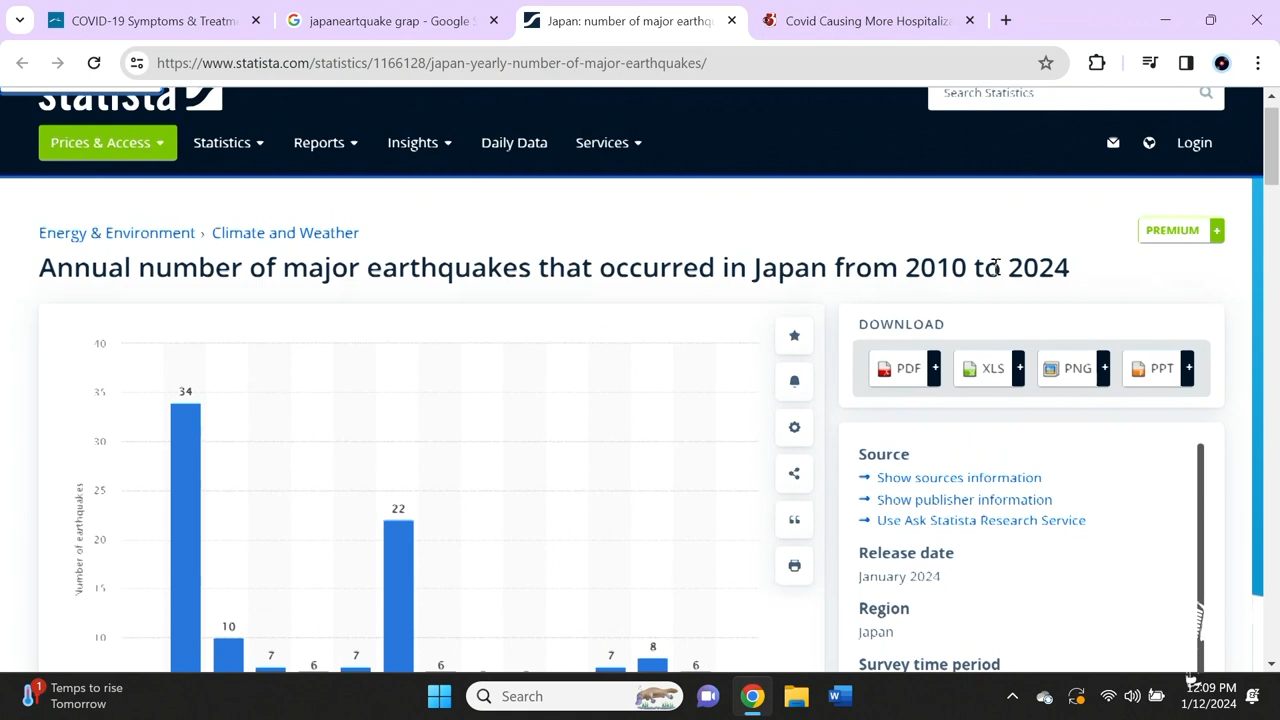 COVID-19 Symptoms & Treatm
japaneartquake grap - Google S
Japan: number of major earthqu
Covid Causing More Hospitaliza
https://www.statista.com/statistics/1166128/japan-yearly-number-of-major-earthquakes/
statista
Search Statistics
Prices & Access
Statistics
Reports
Insights
Daily Data
Services
Login
Energy & Environment › Climate and Weather
PREMIUM +
Annual number of major earthquakes that occurred in Japan from 2010 to 2024
DOWNLOAD
PDF +
XLS +
PNG +
PPT +
40
35
30
25
20
15
10
Number of earthquakes
34
10
7
6
7
22
6
7
8
6
Source
Show sources information
Show publisher information
Use Ask Statista Research Service
Release date
January 2024
Region
Japan
Survey time period
1
Temps to rise
Tomorrow
Search
12:09 PM
1/12/2024